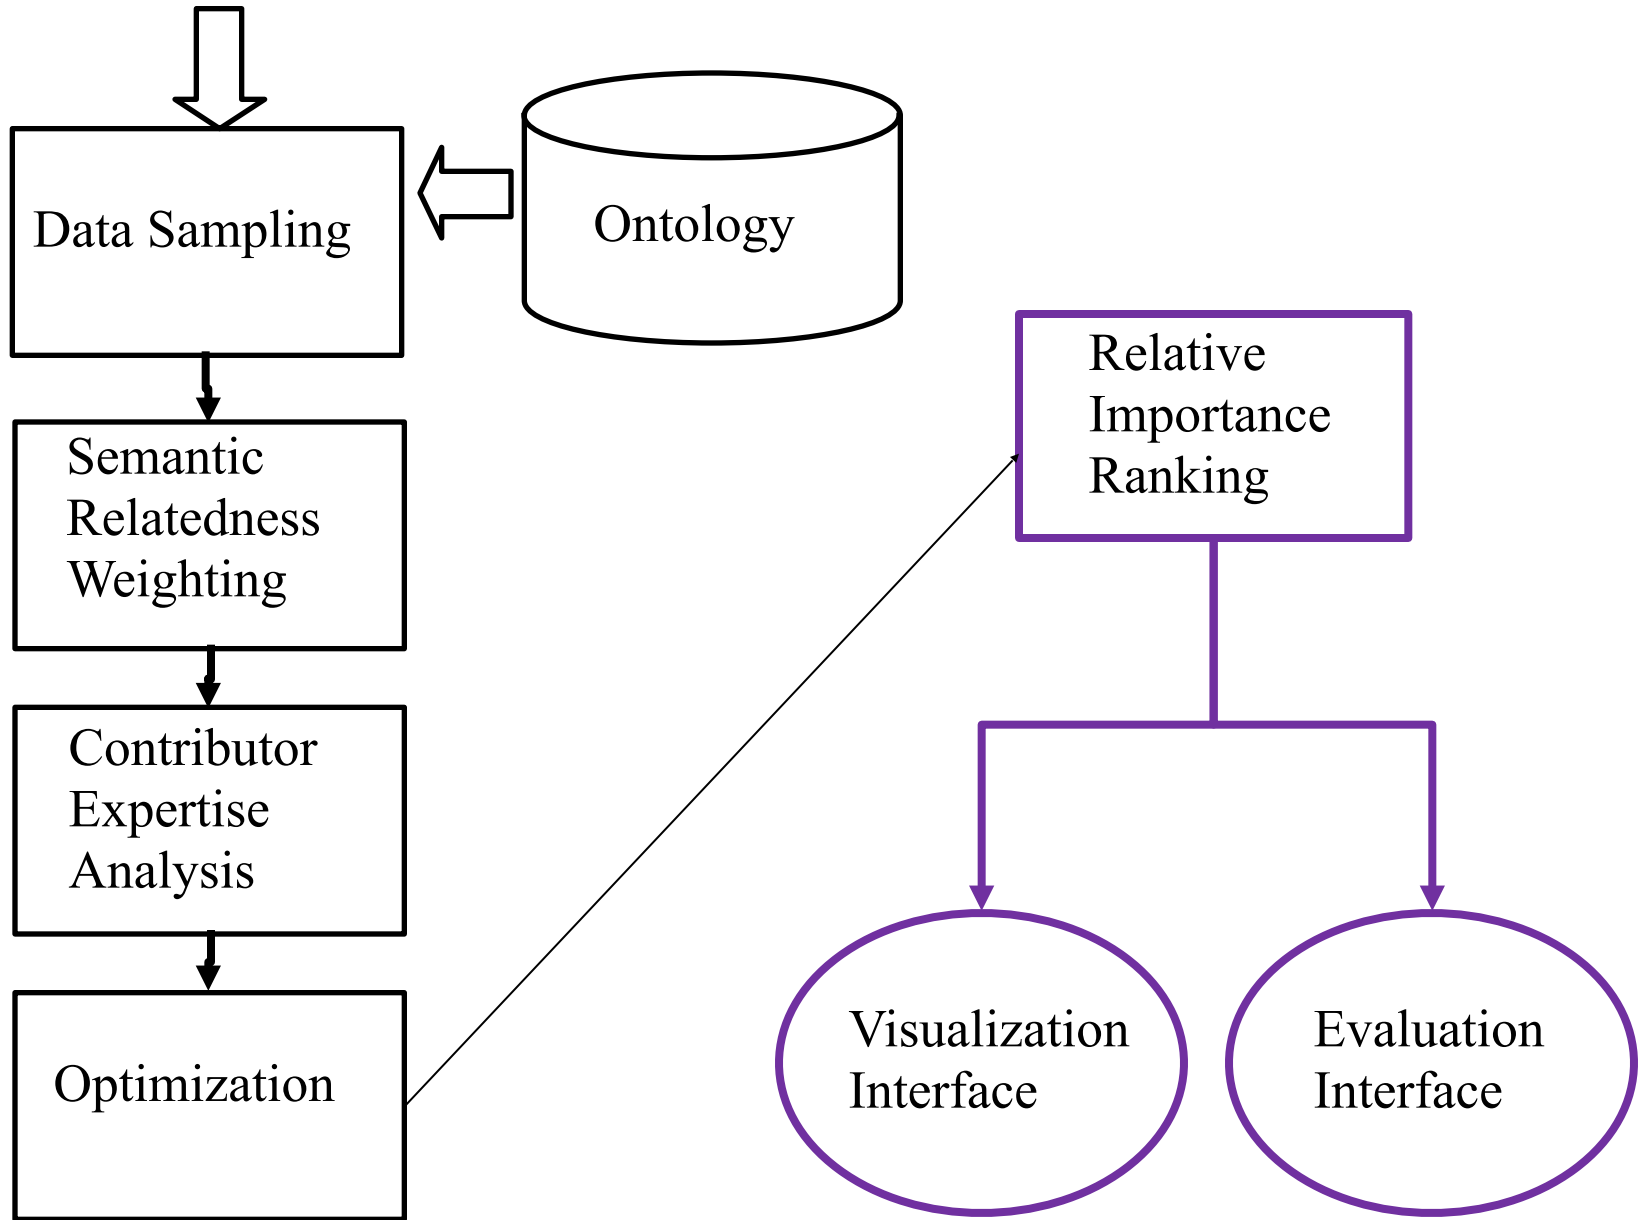 Data Sampling
Ontology
Semantic
Relatedness
Weighting
Contributor
Expertise
Analysis
Optimization
Relative
Importance
Ranking
Visualization
Interface
Evaluation
Interface